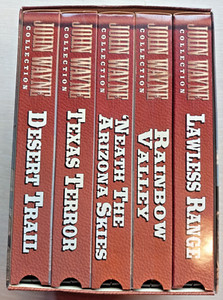 JOHN WAYNE
COLLECTION
DESERT TRAIL
JOHN WAYNE
COLLECTION
TEXAS TERROR
JOHN WAYNE
COLLECTION
'NEATH THE
ARIZONA SKIES
JOHN WAYNE
COLLECTION
RAINBOW
VALLEY
JOHN WAYNE
COLLECTION
LAWLESS RANGE